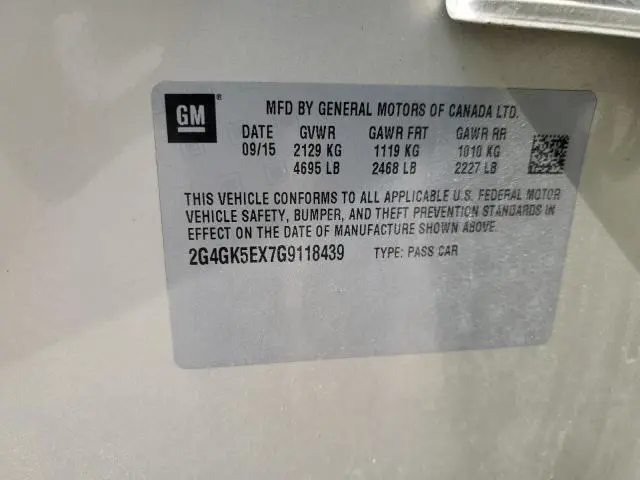 GM ®
MFD BY GENERAL MOTORS OF CANADA LTD.
DATE GVWR GAWR FRT GAWR RR
09/15 2129 KG 1119 KG 1010 KG
4695 LB 2468 LB 2227 LB
THIS VEHICLE CONFORMS TO ALL APPLICABLE U.S. FEDERAL MOTOR
VEHICLE SAFETY, BUMPER, AND THEFT PREVENTION STANDARDS IN
EFFECT ON THE DATE OF MANUFACTURE SHOWN ABOVE.
2G4GK5EX7G9118439 TYPE: PASS CAR